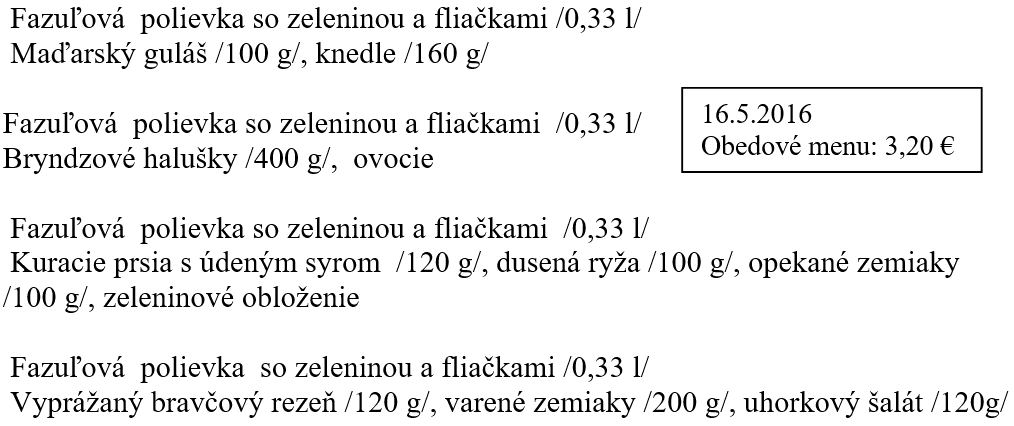 Fazuľová polievka so zeleninou a fliačkami /0,33 l/
Maďarský guláš /100 g/, knedle /160 g/
Fazuľová polievka so zeleninou a fliačkami /0,33 l/
Bryndzové halušky /400 g/, ovocie
16.5.2016
Obedové menu: 3,20 €
Fazuľová polievka so zeleninou a fliačkami /0,33 l/
Kuracie prsia s údeným syrom /120 g/, dusená ryža /100 g/, opekané zemiaky
/100 g/, zeleninové obloženie
Fazuľová polievka so zeleninou a fliačkami /0,33 l/
Vyprážaný bravčový rezeň /120 g/, varené zemiaky /200 g/, uhorkový šalát /120g/